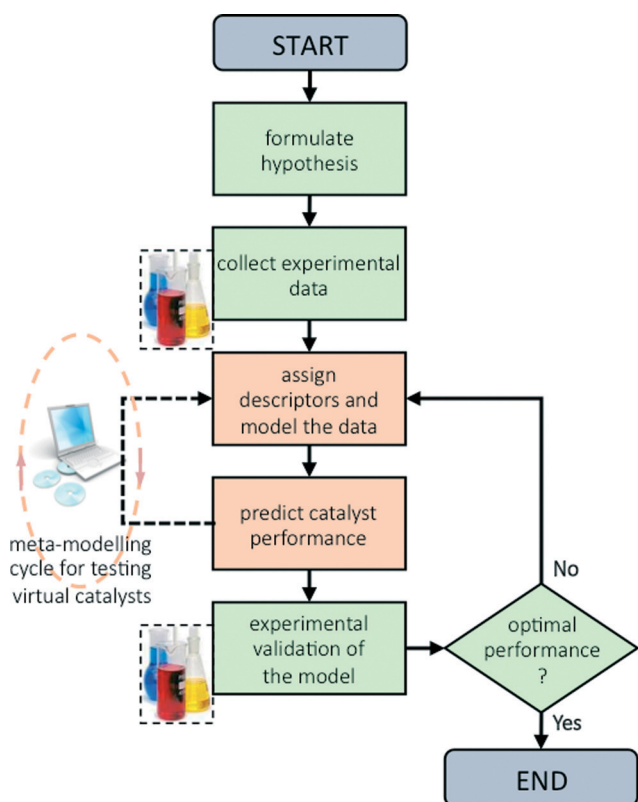 START
formulate
hypothesis
collect experimental
data
assign
descriptors and
model the data
predict catalyst
performance
meta-modelling
cycle for testing
virtual catalysts
experimental
validation of
the model
No
optimal
performance
?
Yes
END